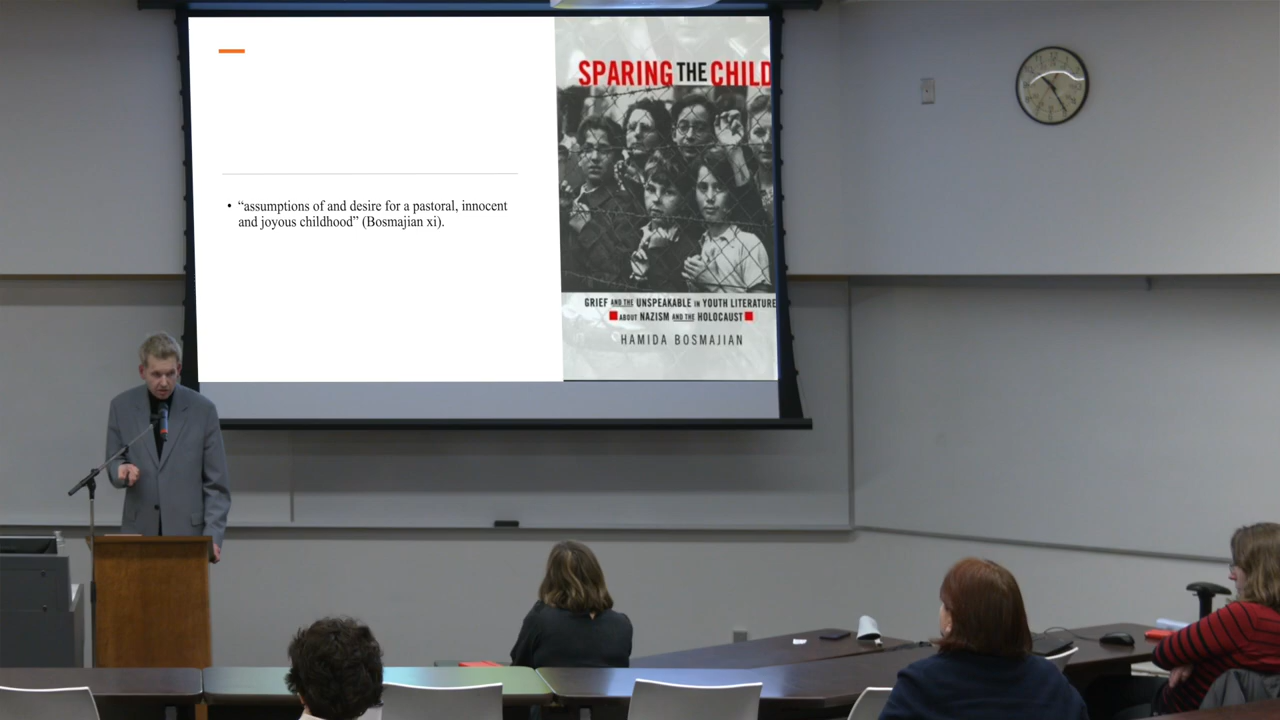 • “assumptions of and desire for a pastoral, innocent
and joyous childhood” (Bosmajian xi).
SPARING THE CHILD
GRIEF AND THE UNSPEAKABLE IN YOUTH LITERATURE
ABOUT NAZISM AND THE HOLOCAUST
HAMIDA BOSMAJIAN